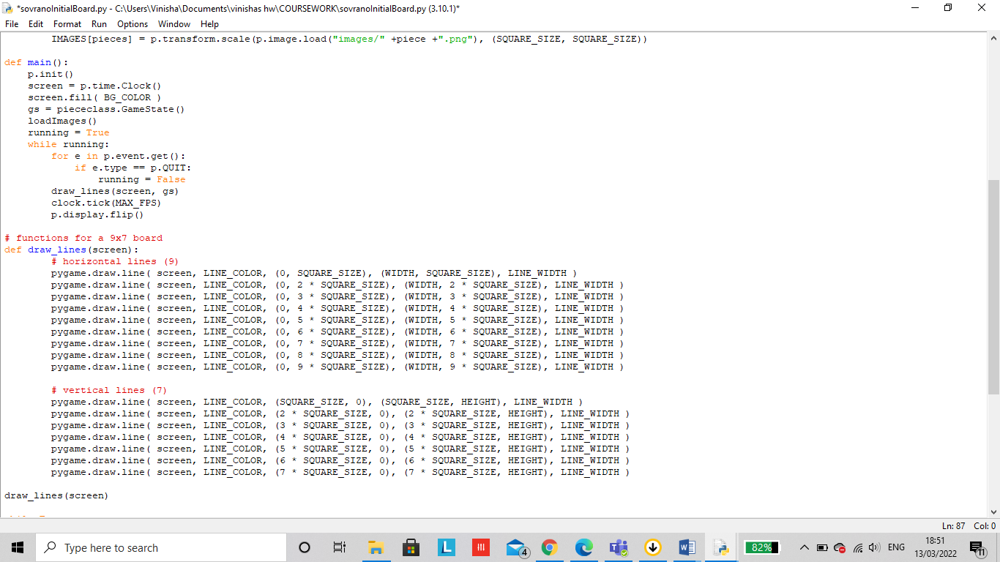 *sovranoInitialBoard.py - C:\Users\Vinisha\Documents\vinishas hw\COURSEWORK\sovranoInitialBoard.py (3.10.1)*
File Edit Format Run Options Window Help
        IMAGES[pieces] = p.transform.scale(p.image.load("images/" +piece +".png"), (SQUARE_SIZE, SQUARE_SIZE))
def main():
    p.init()
    screen = p.time.Clock()
    screen.fill( BG_COLOR )
    gs = piececlass.GameState()
    loadImages()
    running = True
    while running:
        for e in p.event.get():
            if e.type == p.QUIT:
                running = False
        draw_lines(screen, gs)
        clock.tick(MAX_FPS)
        p.display.flip()
# functions for a 9x7 board
def draw_lines(screen):
        # horizontal lines (9)
        pygame.draw.line( screen, LINE_COLOR, (0, SQUARE_SIZE), (WIDTH, SQUARE_SIZE), LINE_WIDTH )
        pygame.draw.line( screen, LINE_COLOR, (0, 2 * SQUARE_SIZE), (WIDTH, 2 * SQUARE_SIZE), LINE_WIDTH )
        pygame.draw.line( screen, LINE_COLOR, (0, 3 * SQUARE_SIZE), (WIDTH, 3 * SQUARE_SIZE), LINE_WIDTH )
        pygame.draw.line( screen, LINE_COLOR, (0, 4 * SQUARE_SIZE), (WIDTH, 4 * SQUARE_SIZE), LINE_WIDTH )
        pygame.draw.line( screen, LINE_COLOR, (0, 5 * SQUARE_SIZE), (WIDTH, 5 * SQUARE_SIZE), LINE_WIDTH )
        pygame.draw.line( screen, LINE_COLOR, (0, 6 * SQUARE_SIZE), (WIDTH, 6 * SQUARE_SIZE), LINE_WIDTH )
        pygame.draw.line( screen, LINE_COLOR, (0, 7 * SQUARE_SIZE), (WIDTH, 7 * SQUARE_SIZE), LINE_WIDTH )
        pygame.draw.line( screen, LINE_COLOR, (0, 8 * SQUARE_SIZE), (WIDTH, 8 * SQUARE_SIZE), LINE_WIDTH )
        pygame.draw.line( screen, LINE_COLOR, (0, 9 * SQUARE_SIZE), (WIDTH, 9 * SQUARE_SIZE), LINE_WIDTH )
        # vertical lines (7)
        pygame.draw.line( screen, LINE_COLOR, (SQUARE_SIZE, 0), (SQUARE_SIZE, HEIGHT), LINE_WIDTH )
        pygame.draw.line( screen, LINE_COLOR, (2 * SQUARE_SIZE, 0), (2 * SQUARE_SIZE, HEIGHT), LINE_WIDTH )
        pygame.draw.line( screen, LINE_COLOR, (3 * SQUARE_SIZE, 0), (3 * SQUARE_SIZE, HEIGHT), LINE_WIDTH )
        pygame.draw.line( screen, LINE_COLOR, (4 * SQUARE_SIZE, 0), (4 * SQUARE_SIZE, HEIGHT), LINE_WIDTH )
        pygame.draw.line( screen, LINE_COLOR, (5 * SQUARE_SIZE, 0), (5 * SQUARE_SIZE, HEIGHT), LINE_WIDTH )
        pygame.draw.line( screen, LINE_COLOR, (6 * SQUARE_SIZE, 0), (6 * SQUARE_SIZE, HEIGHT), LINE_WIDTH )
        pygame.draw.line( screen, LINE_COLOR, (7 * SQUARE_SIZE, 0), (7 * SQUARE_SIZE, HEIGHT), LINE_WIDTH )
draw_lines(screen)
Ln: 87 Col: 0
Type here to search
L
4
82%
ENG
18:51
13/03/2022
11